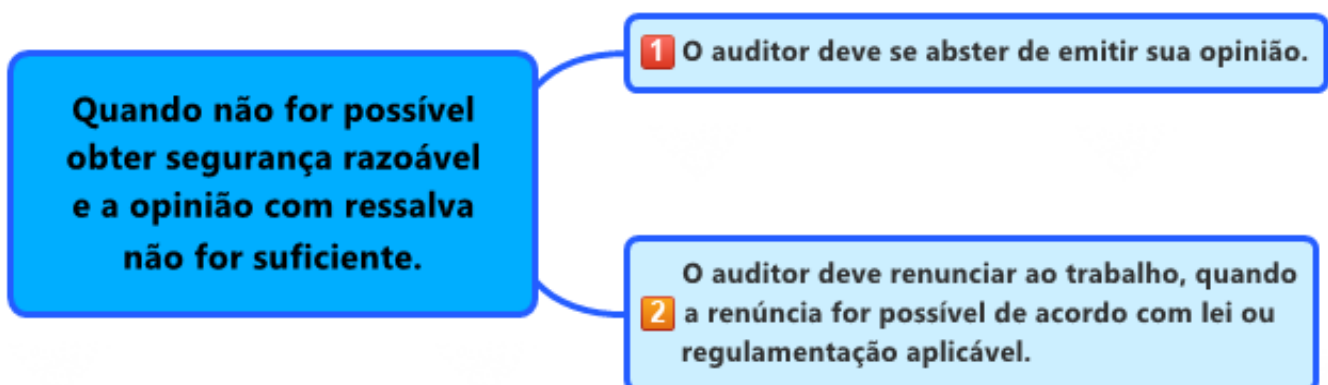 Quando não for possível
obter segurança razoável
e a opinião com ressalva
não for suficiente.
1 O auditor deve se abster de emitir sua opinião.
O auditor deve renunciar ao trabalho, quando
2 a renúncia for possível de acordo com lei ou
regulamentação aplicável.